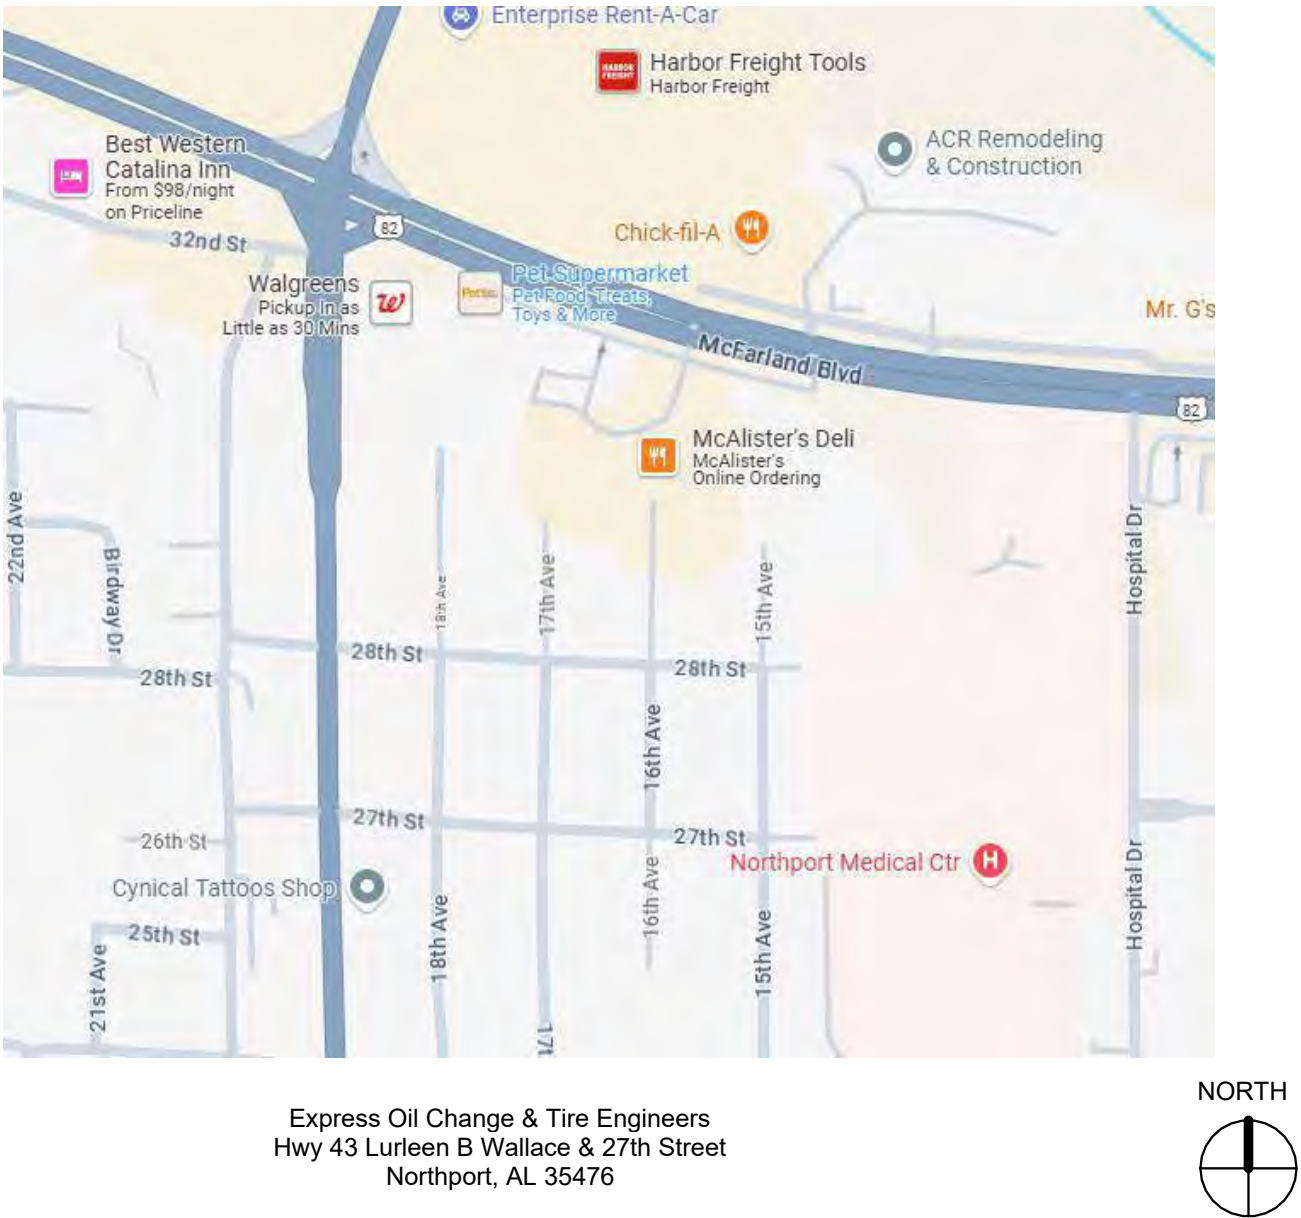 Enterprise Rent-A-Car
HARBOR
FREIGHT
Harbor Freight Tools
Harbor Freight
ACR Remodeling
& Construction
Best Western
Catalina Inn
From $98/night
on Priceline
82
32nd St
Chick-fil-A
Walgreens
Pickup In as
Little as 30 Mins
W
Pet Supermarket
Pet Food, Treats,
Toys & More
Mr. G's
McFarland Blvd
82
McAlister's Deli
McAlister's
Online Ordering
22nd Ave
Birdway Dr
18th Ave
17th Ave
15th Ave
Hospital Dr
28th St
28th St
28th St
16th Ave
27th St
27th St
26th St
Northport Medical Ctr
H
Cynical Tattoos Shop
16th Ave
Hospital Dr
25th St
18th Ave
15th Ave
21st Ave
17t
NORTH
Express Oil Change & Tire Engineers
Hwy 43 Lurleen B Wallace & 27th Street
Northport, AL 35476